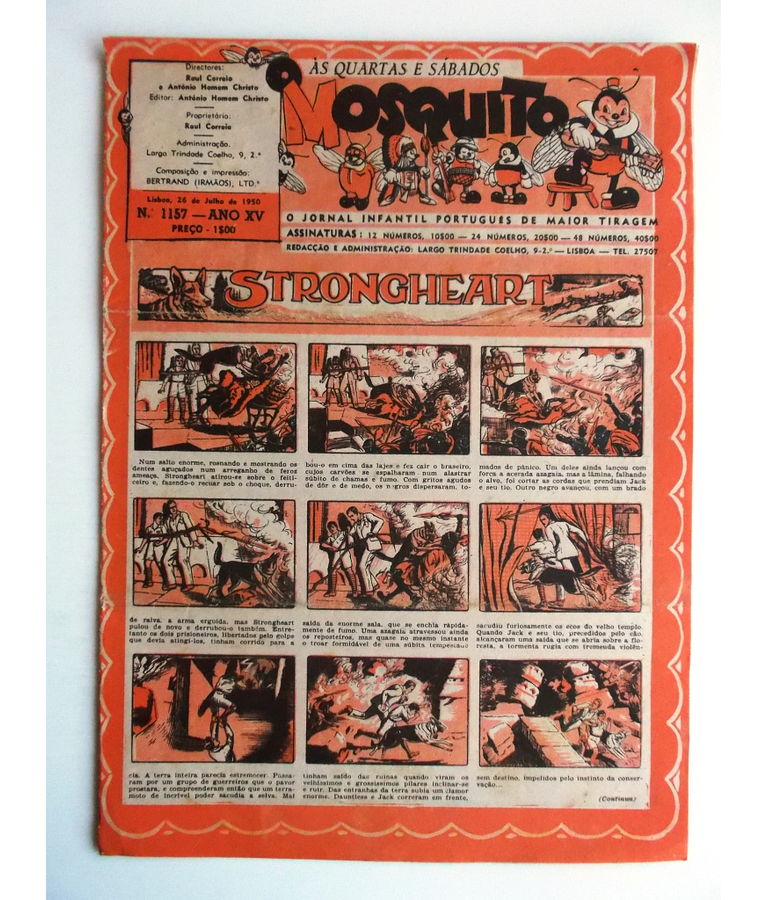 Directores:
Raul Correia
e António Homem Christo
Editor: António Homem Christo
Proprietário:
Raul Correia
Administração.
Largo Trindade Coelho, 9, 2.º
Composição e impressão:
BERTRAND (IRMÃOS), LTD.ª
Lisboa, 26 de Julho de 1950
N.º 1157 — ANO XV
PREÇO - 1$00
ÀS QUARTAS E SÁBADOS
O MOSQUITO
O JORNAL INFANTIL PORTUGUÊS DE MAIOR TIRAGEM
ASSINATURAS: 12 NÚMEROS, 10$00 — 24 NÚMEROS, 20$00 — 48 NÚMEROS, 40$00
REDACÇÃO E ADMINISTRAÇÃO: LARGO TRINDADE COELHO, 9-2.º — LISBOA — TEL. 27507
STRONGHEART
Num salto enorme, rosnando e mostrando os
dentes aguçados num arreganho de feroz
ameaça, Strongheart atirou-se sobre o feiti-
ceiro e, fazendo-o recuar sob o choque, derru-
bou-o em cima das lajes e fez cair o braseiro,
cujos carvões se espalharam num alastrar
súbito de chamas e fumo. Com gritos agudos
de dôr e de medo, os negros dispersaram, to-
mados de pânico. Um deles ainda lançou com
força a acerada azagaia, mas a lâmina, falhando
o alvo, foi cortar as cordas que prendiam Jack
e seu tio. Outro negro avançou, com um brado
de raiva, a arma erguida, mas Strongheart
pulou de novo e derrubou-o também. Entre-
tanto os dois prisioneiros, libertados pelo golpe
que devia atingi-los, tinham corrido para a
saída da enorme sala, que se enchia rápida-
mente de fumo. Uma azagaia atravessou ainda
os reposteiros, mas quase no mesmo instante
o troar formidável de uma súbita tempestade
sacudiu furiosamente os ecos do velho templo.
Quando Jack e seu tio, precedidos pelo cão,
alcançaram uma saída que se abria sobre a flo-
resta, a tormenta rugia com tremenda violên-
cia. A terra inteira parecia estremecer. Passa-
ram por um grupo de guerreiros que o pavor
prostara, e compreenderam então que um terra-
moto de incrível poder sacudia a selva. Mal
tinham saído das ruínas quando viram os
velhíssimos e grossíssimos pilares inclinar-se
e ruir. Das entranhas da terra subia um clamor
enorme. Dauntless e Jack correram em frente,
sem destino, impelidos pelo instinto da conser-
vação...
(Continua)